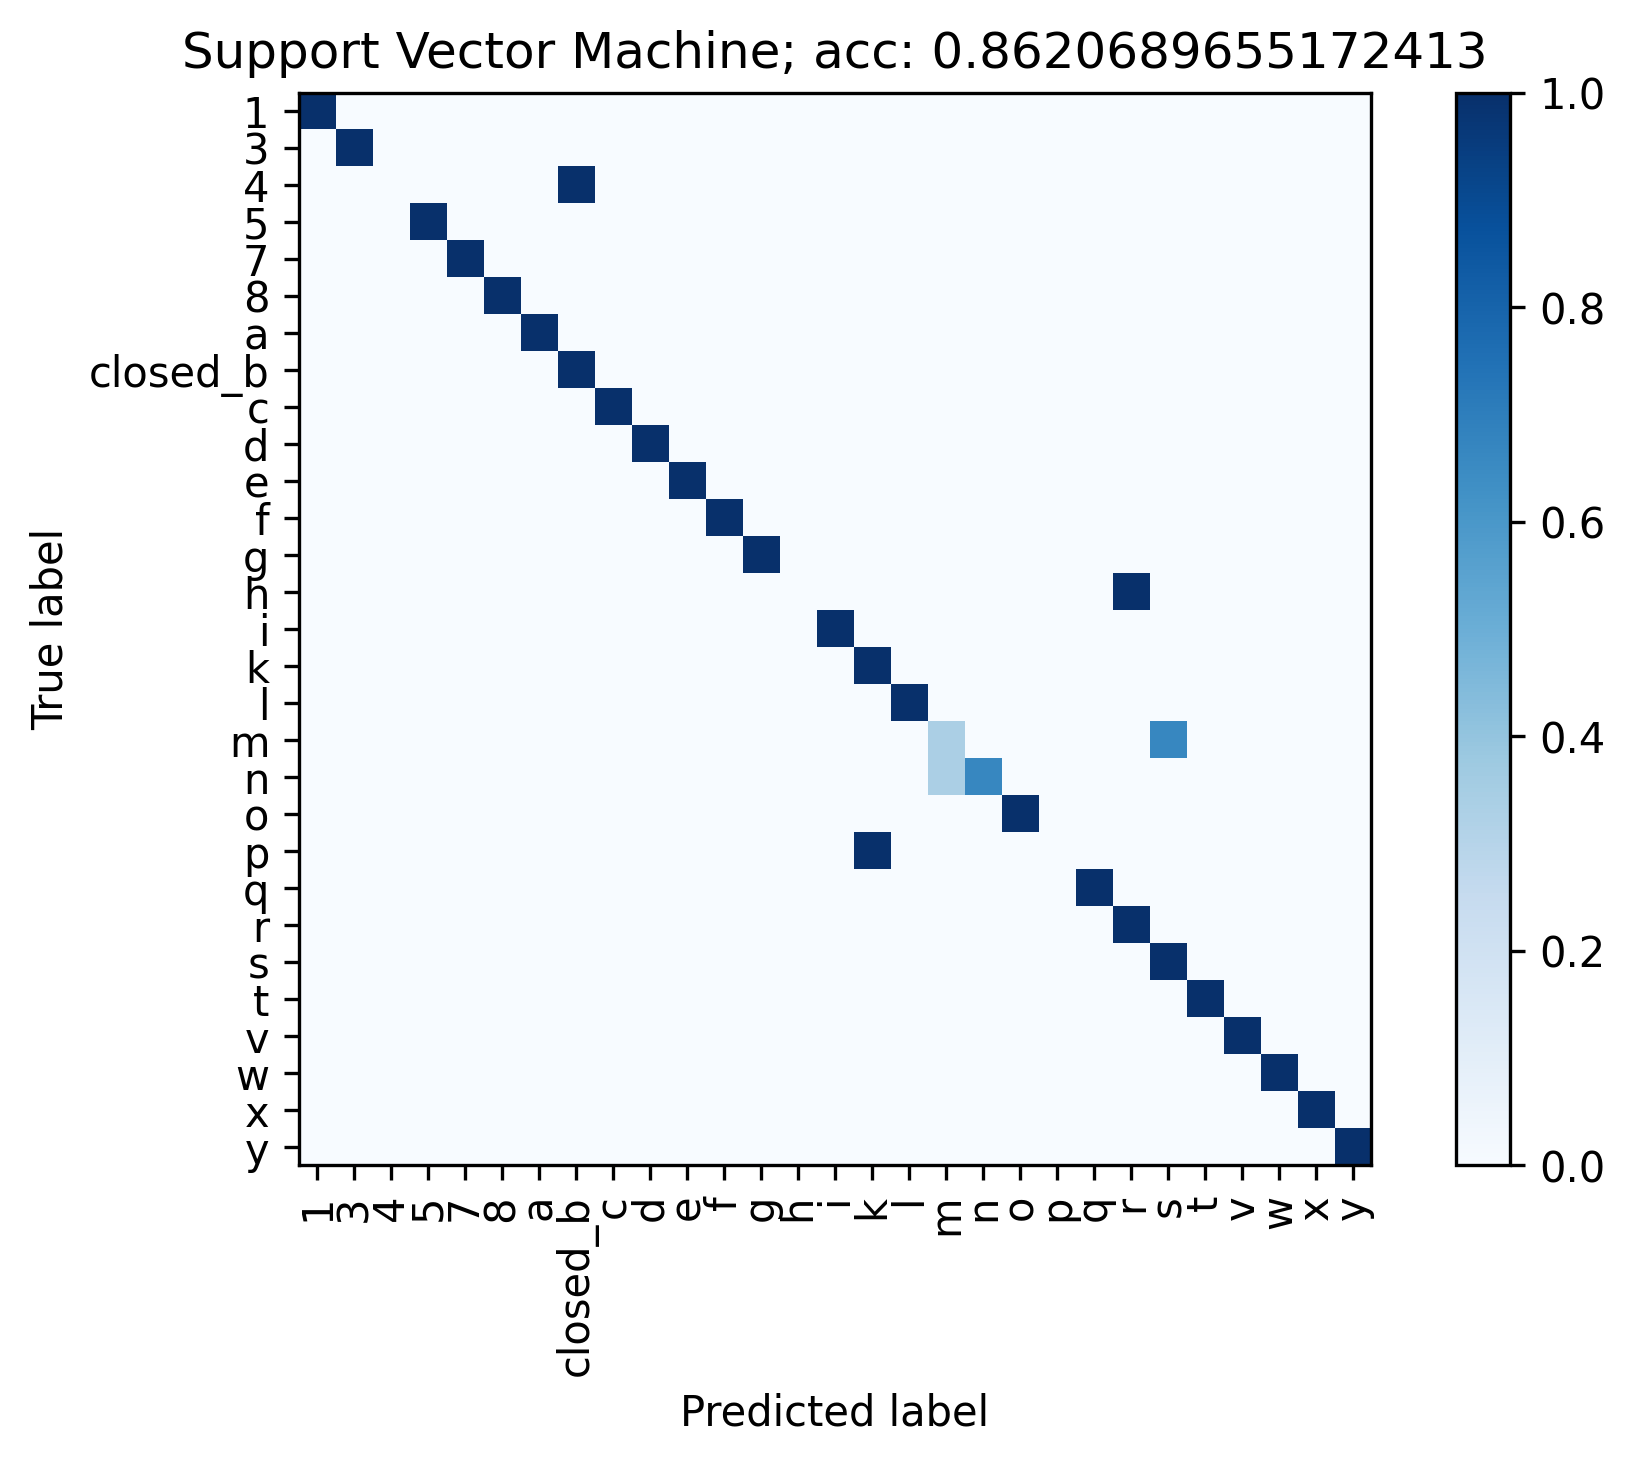 Support Vector Machine; acc: 0.8620689655172413
True label
1
3
4
5
7
8
a
closed_b
c
d
e
f
g
h
i
k
l
m
n
o
p
q
r
s
t
v
w
x
y
1 3 4 5 7 8 a closed_b c d e f g h i k l m n o p q r s t v w x y
Predicted label
1.0
0.8
0.6
0.4
0.2
0.0